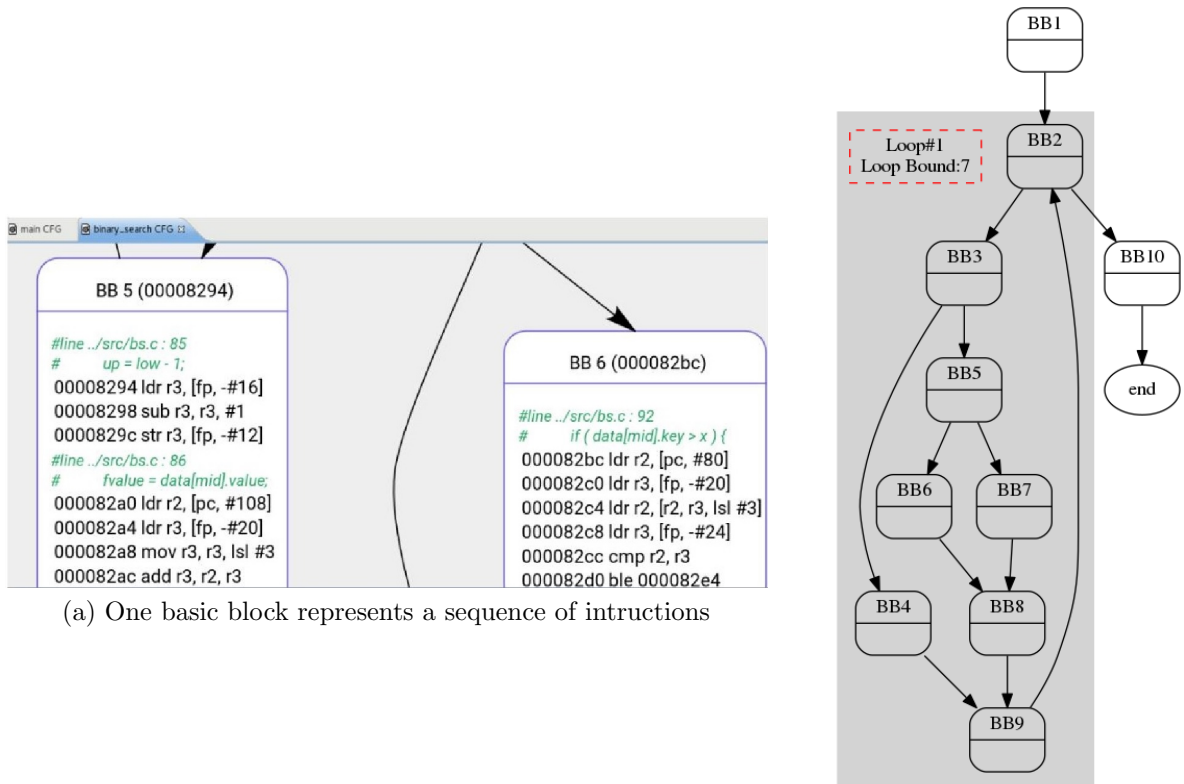 main CFG
binary_search CFG
BB 5 (00008294)
#line ../src/bs.c : 85
# up = low - 1;
00008294 ldr r3, [fp, -#16]
00008298 sub r3, r3, #1
0000829c str r3, [fp, -#12]
#line ../src/bs.c : 86
# fvalue = data[mid].value;
000082a0 ldr r2, [pc, #108]
000082a4 ldr r3, [fp, -#20]
000082a8 mov r3, r3, lsl #3
000082ac add r3, r2, r3
BB 6 (000082bc)
#line ../src/bs.c : 92
# if ( data[mid].key > x ) {
000082bc ldr r2, [pc, #80]
000082c0 ldr r3, [fp, -#20]
000082c4 ldr r2, [r2, r3, lsl #3]
000082c8 ldr r3, [fp, -#24]
000082cc cmp r2, r3
000082d0 ble 000082e4
(a) One basic block represents a sequence of intructions
BB1
Loop#1
Loop Bound:7
BB2
BB3
BB10
BB5
end
BB6
BB7
BB4
BB8
BB9